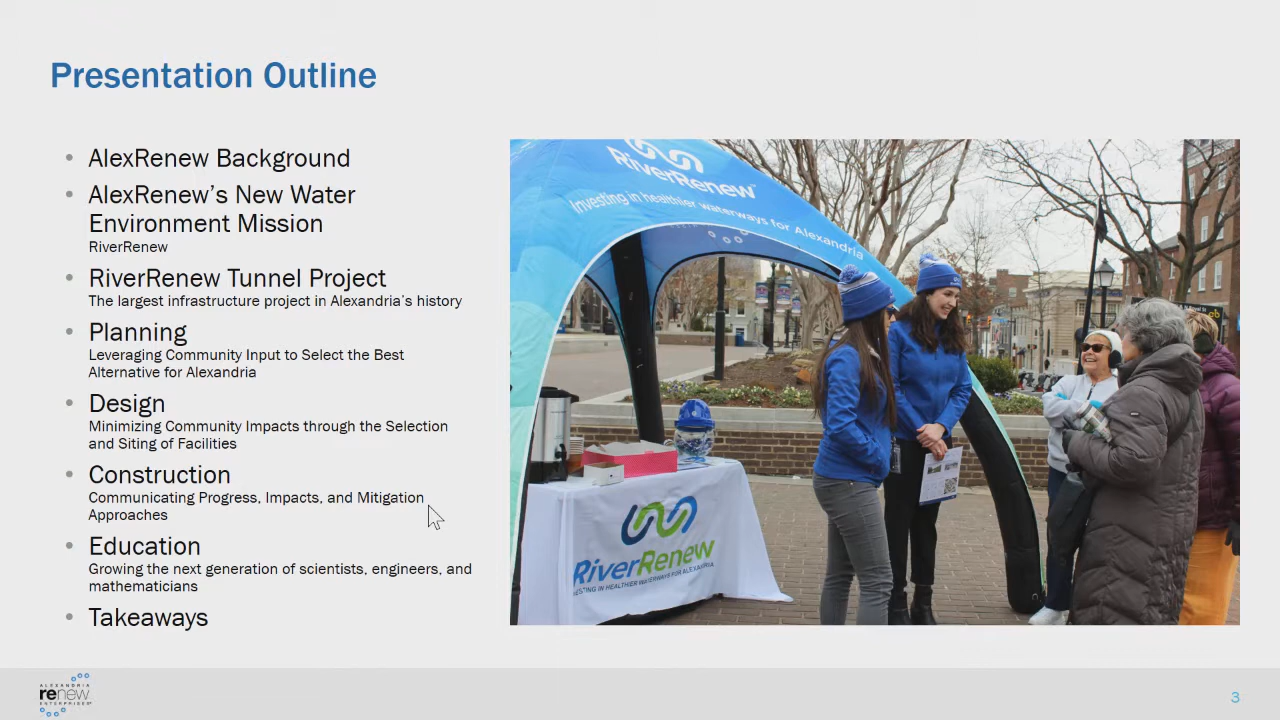 Presentation Outline
• AlexRenew Background
• AlexRenew's New Water
Environment Mission
RiverRenew
• RiverRenew Tunnel Project
The largest infrastructure project in Alexandria's history
• Planning
Leveraging Community Input to Select the Best
Alternative for Alexandria
• Design
Minimizing Community Impacts through the Selection
and Siting of Facilities
• Construction
Communicating Progress, Impacts, and Mitigation
Approaches
• Education
Growing the next generation of scientists, engineers, and
mathematicians
• Takeaways
RiverRenew
Investing in healthier waterways for Alexandria
RiverRenew
INVESTING IN HEALTHIER WATERWAYS FOR ALEXANDRIA
ALEXANDRIA
renew
ENTERPRISES
3